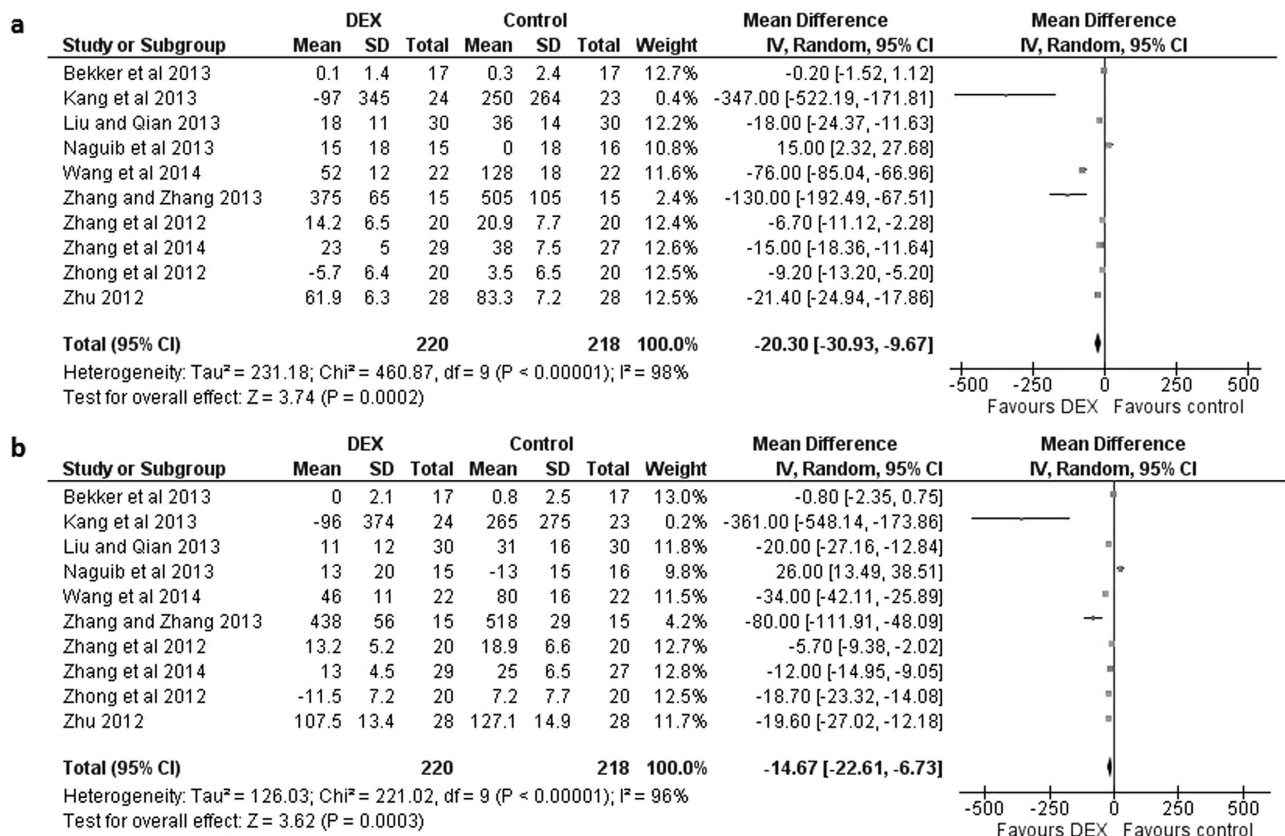 a
DEX Control Mean Difference Mean Difference
Study or Subgroup Mean SD Total Mean SD Total Weight IV, Random, 95% CI IV, Random, 95% CI
Bekker et al 2013 0.1 1.4 17 0.3 2.4 17 12.7% -0.20 [-1.52, 1.12]
Kang et al 2013 -97 345 24 250 264 23 0.4% -347.00 [-522.19, -171.81]
Liu and Qian 2013 18 11 30 36 14 30 12.2% -18.00 [-24.37, -11.63]
Naguib et al 2013 15 18 15 0 18 16 10.8% 15.00 [2.32, 27.68]
Wang et al 2014 52 12 22 128 18 22 11.6% -76.00 [-85.04, -66.96]
Zhang and Zhang 2013 375 65 15 505 105 15 2.4% -130.00 [-192.49, -67.51]
Zhang et al 2012 14.2 6.5 20 20.9 7.7 20 12.4% -6.70 [-11.12, -2.28]
Zhang et al 2014 23 5 29 38 7.5 27 12.6% -15.00 [-18.36, -11.64]
Zhong et al 2012 -5.7 6.4 20 3.5 6.5 20 12.5% -9.20 [-13.20, -5.20]
Zhu 2012 61.9 6.3 28 83.3 7.2 28 12.5% -21.40 [-24.94, -17.86]
Total (95% CI) 220 218 100.0% -20.30 [-30.93, -9.67]
Heterogeneity: Tau² = 231.18; Chi² = 460.87, df = 9 (P < 0.00001); I² = 98%
Test for overall effect: Z = 3.74 (P = 0.0002)
-500 -250 0 250 500
Favours DEX Favours control
b
DEX Control Mean Difference Mean Difference
Study or Subgroup Mean SD Total Mean SD Total Weight IV, Random, 95% CI IV, Random, 95% CI
Bekker et al 2013 0 2.1 17 0.8 2.5 17 13.0% -0.80 [-2.35, 0.75]
Kang et al 2013 -96 374 24 265 275 23 0.2% -361.00 [-548.14, -173.86]
Liu and Qian 2013 11 12 30 31 16 30 11.8% -20.00 [-27.16, -12.84]
Naguib et al 2013 13 20 15 -13 15 16 9.8% 26.00 [13.49, 38.51]
Wang et al 2014 46 11 22 80 16 22 11.5% -34.00 [-42.11, -25.89]
Zhang and Zhang 2013 438 56 15 518 29 15 4.2% -80.00 [-111.91, -48.09]
Zhang et al 2012 13.2 5.2 20 18.9 6.6 20 12.7% -5.70 [-9.38, -2.02]
Zhang et al 2014 13 4.5 29 25 6.5 27 12.8% -12.00 [-14.95, -9.05]
Zhong et al 2012 -11.5 7.2 20 7.2 7.7 20 12.5% -18.70 [-23.32, -14.08]
Zhu 2012 107.5 13.4 28 127.1 14.9 28 11.7% -19.60 [-27.02, -12.18]
Total (95% CI) 220 218 100.0% -14.67 [-22.61, -6.73]
Heterogeneity: Tau² = 126.03; Chi² = 221.02, df = 9 (P < 0.00001); I² = 96%
Test for overall effect: Z = 3.62 (P = 0.0003)
-500 -250 0 250 500
Favours DEX Favours control